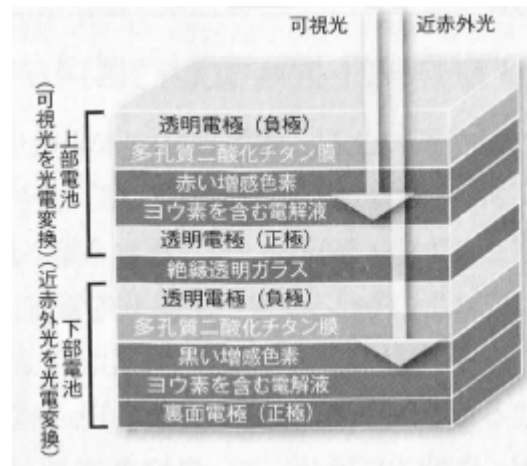 可視光
近赤外光
上部電池
（可視光を光電変換）
透明電極（負極）
多孔質二酸化チタン膜
赤い増感色素
ヨウ素を含む電解液
透明電極（正極）
絶縁透明ガラス
下部電池
（近赤外光を光電変換）
透明電極（負極）
多孔質二酸化チタン膜
黒い増感色素
ヨウ素を含む電解液
裏面電極（正極）